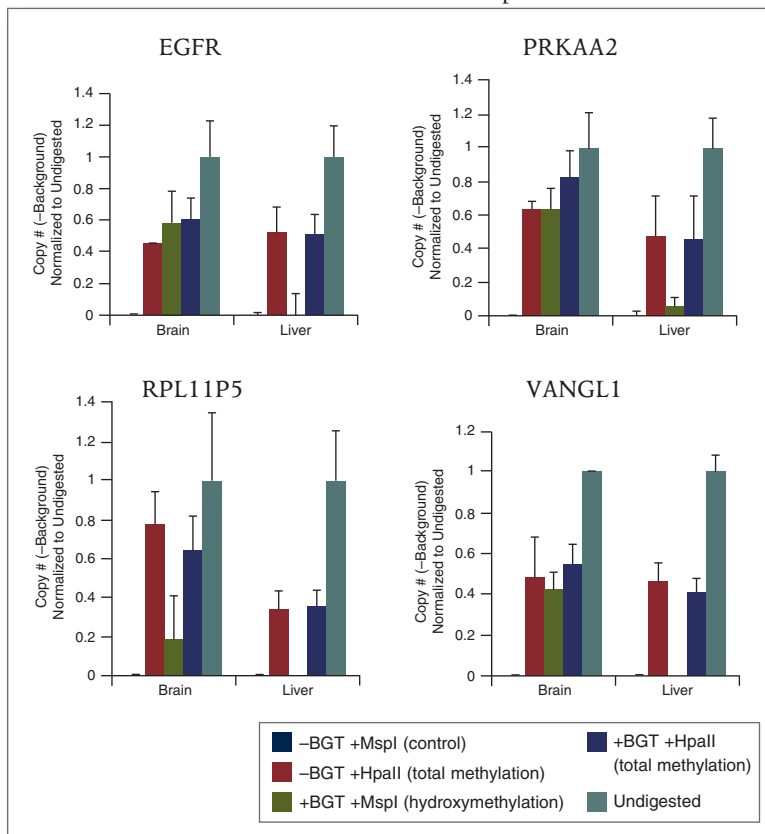 EGFR
Copy # (–Background)
Normalized to Undigested
1.4
1.2
1
0.8
0.6
0.4
0.2
0
Brain
Liver
PRKAA2
Copy # (–Background)
Normalized to Undigested
1.4
1.2
1
0.8
0.6
0.4
0.2
0
Brain
Liver
RPL11P5
Copy # (–Background)
Normalized to Undigested
1.4
1.2
1
0.8
0.6
0.4
0.2
0
Brain
Liver
VANGL1
Copy # (–Background)
Normalized to Undigested
1.2
1
0.8
0.6
0.4
0.2
0
Brain
Liver
–BGT +MspI (control)
–BGT +HpaII (total methylation)
+BGT +MspI (hydroxymethylation)
+BGT +HpaII
(total methylation)
Undigested